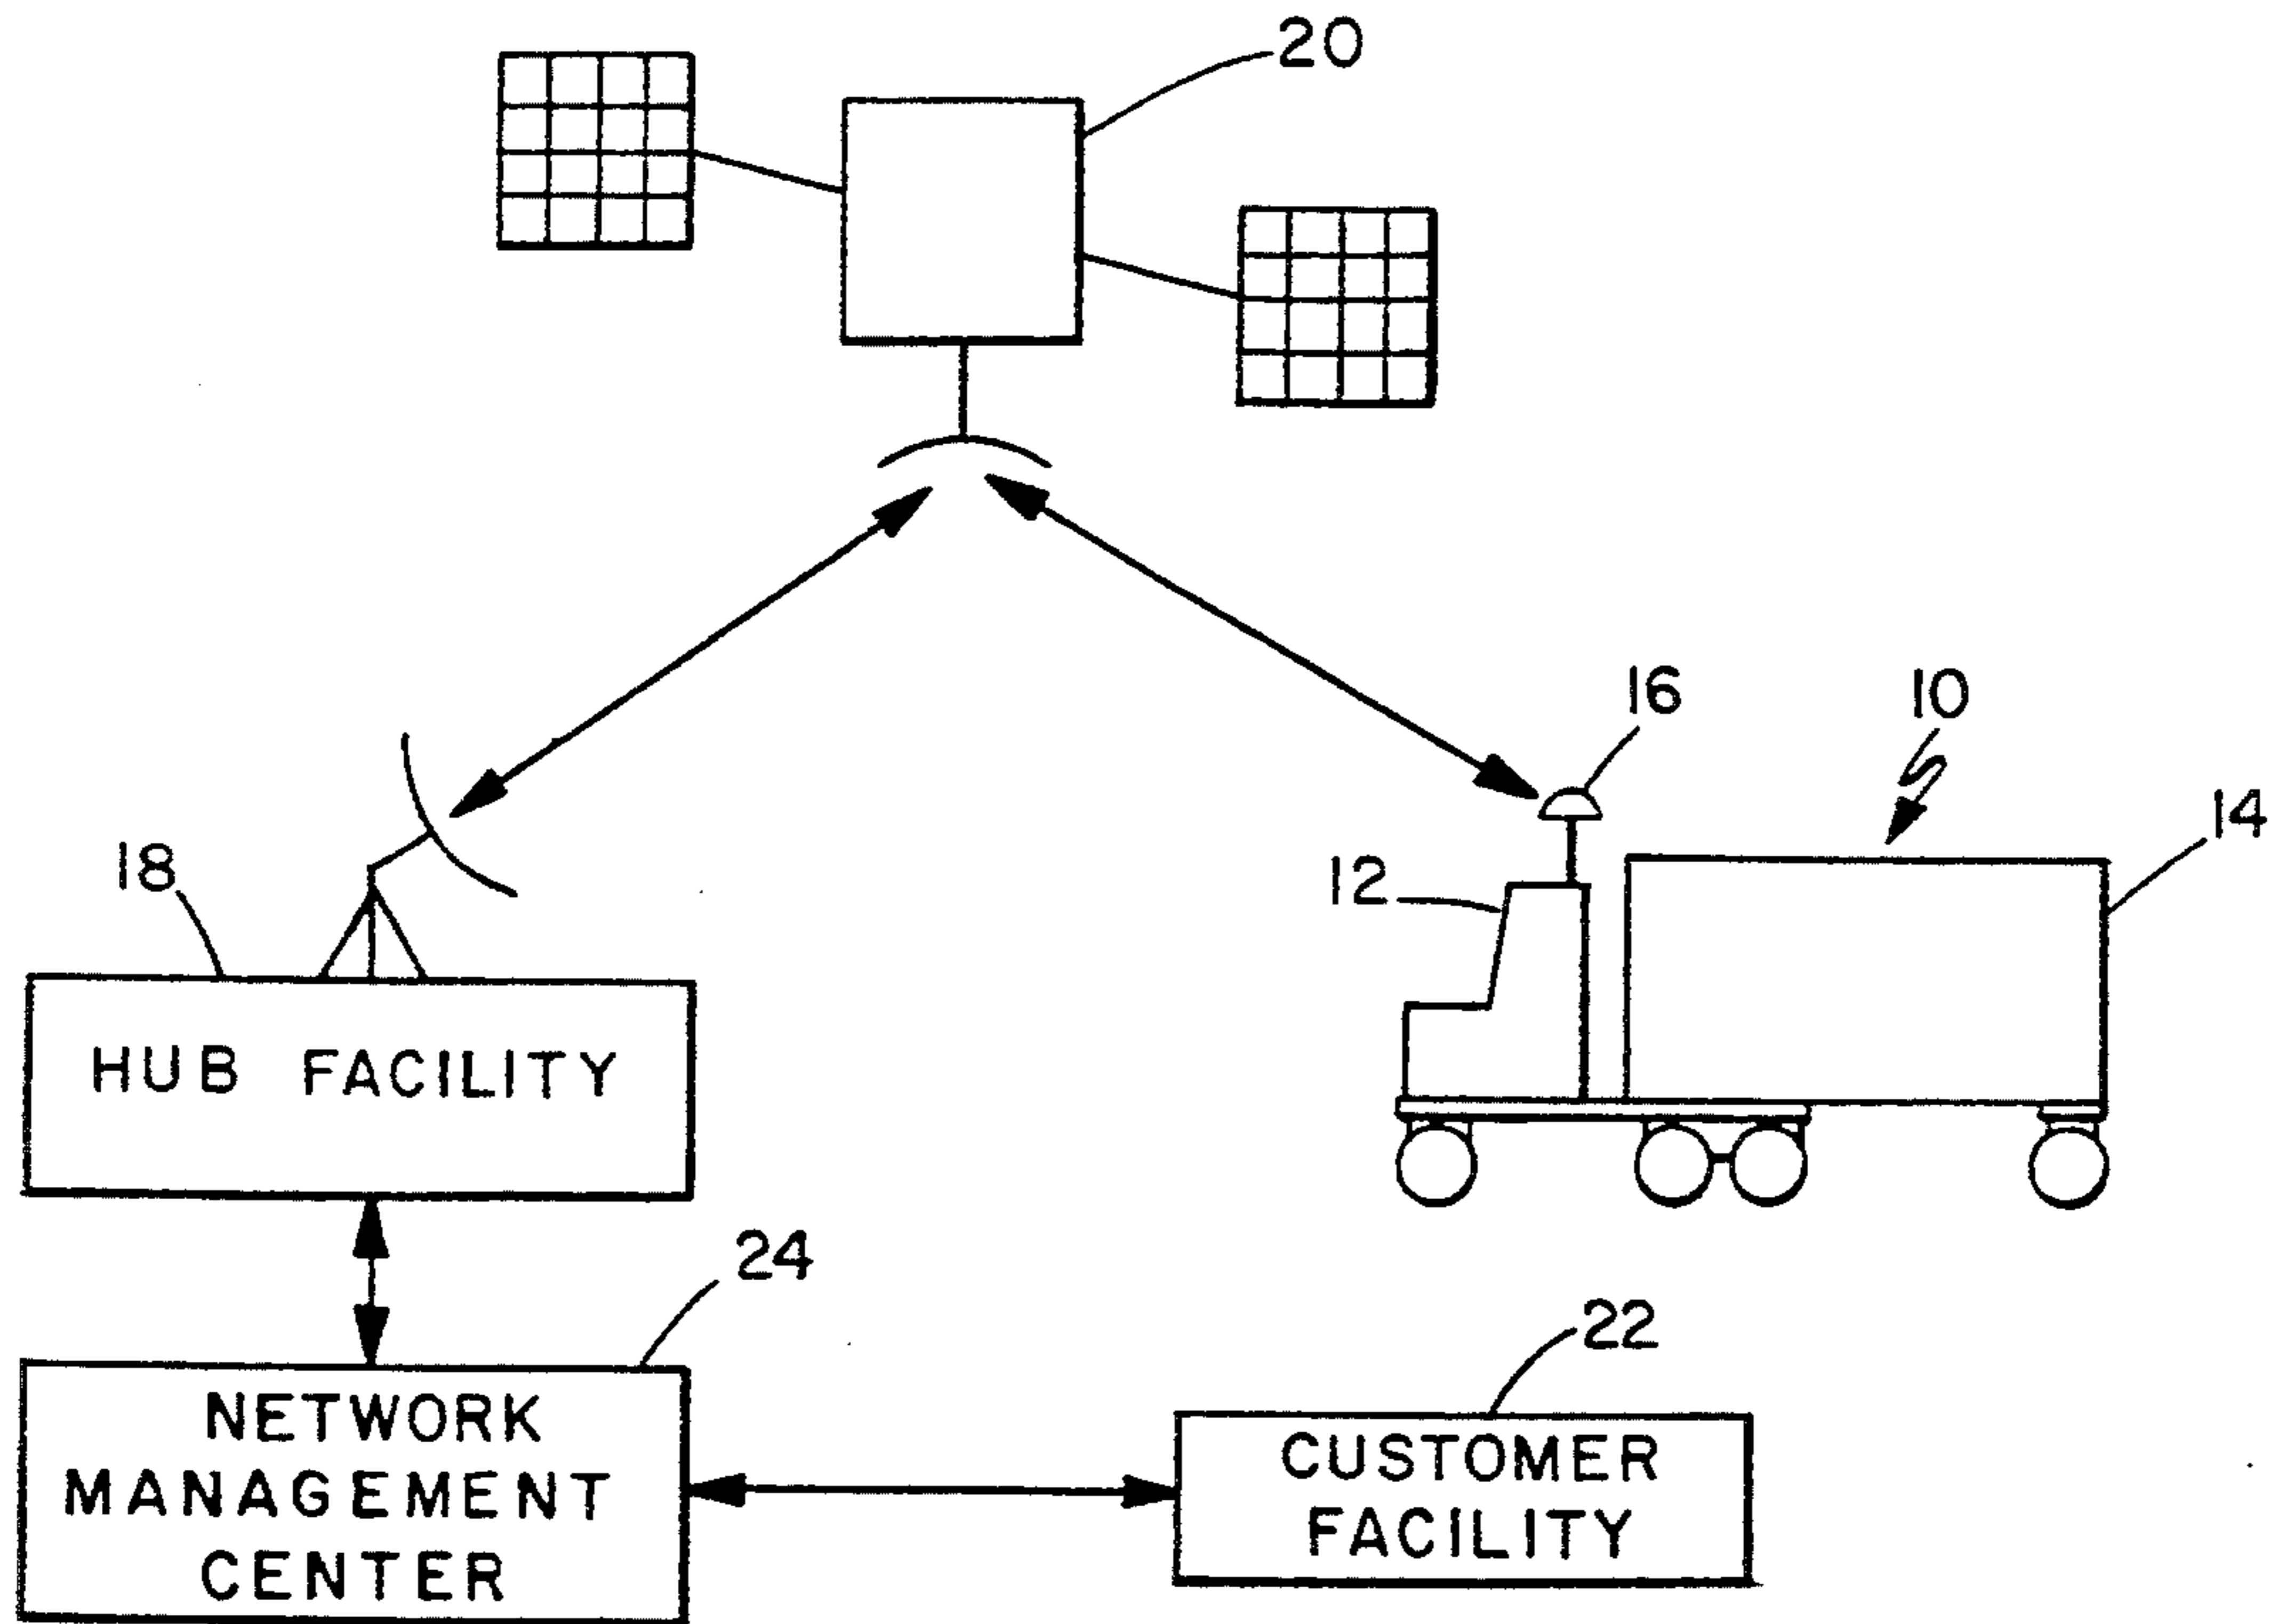 20
16
10
14
18
12
HUB FACILITY
24
22
NETWORK
MANAGEMENT
CENTER
CUSTOMER
FACILITY